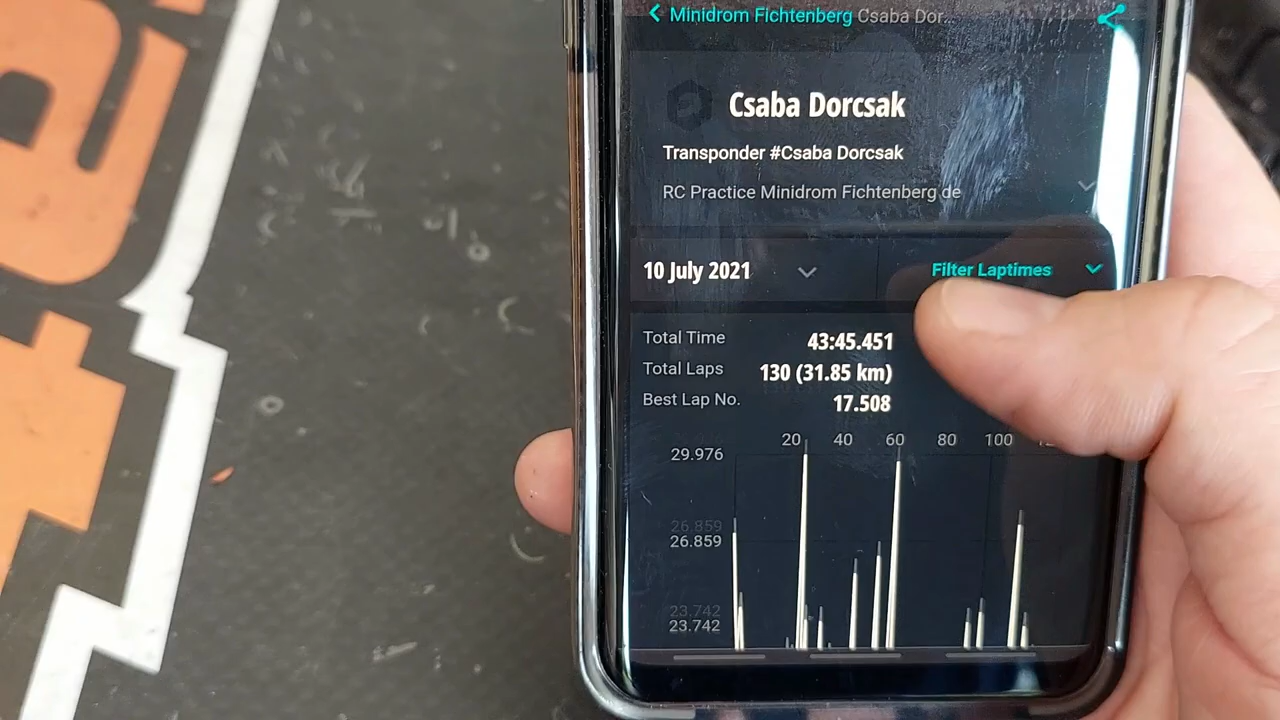 Minidrom Fichtenberg Csaba Dor...
Csaba Dorcsak
Transponder #Csaba Dorcsak
RC Practice Minidrom Fichtenberg de
10 July 2021
Filter Laptimes
Total Time 43:45.451
Total Laps 130 (31.85 km)
Best Lap No. 17.508
20 40 60 80 100
29.976
26.859
26.859
23.742
23.742